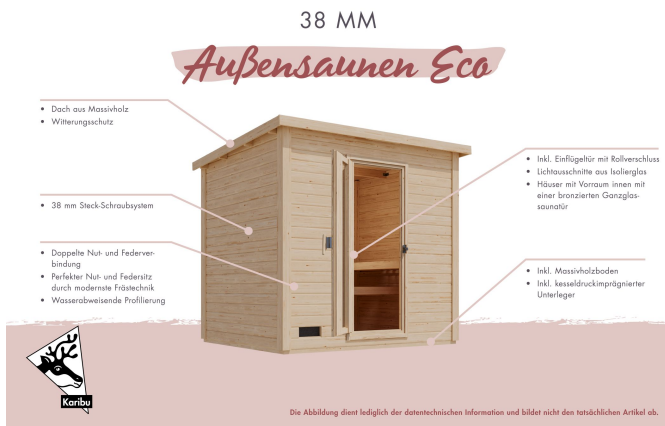 38 MM
Außensaunen Eco
• Dach aus Massivholz
• Witterungsschutz
• 38 mm Steck-Schraubsystem
• Doppelte Nut- und Federver-
bindung
• Perfekter Nut- und Federsitz
durch modernste Frästechnik
• Wasserabweisende Profilierung
• Inkl. Einflügeltür mit Rollverschluss
• Lichtausschnitte aus Isolierglas
• Häuser mit Vorraum innen mit
einer bronzierten Ganzglas-
saunatür
• Inkl. Massivholzboden
• Inkl. kesseldruckimprägnierter
Unterleger
Karibu
Die Abbildung dient lediglich der datentechnischen Information und bildet nicht den tatsächlichen Artikel ab.